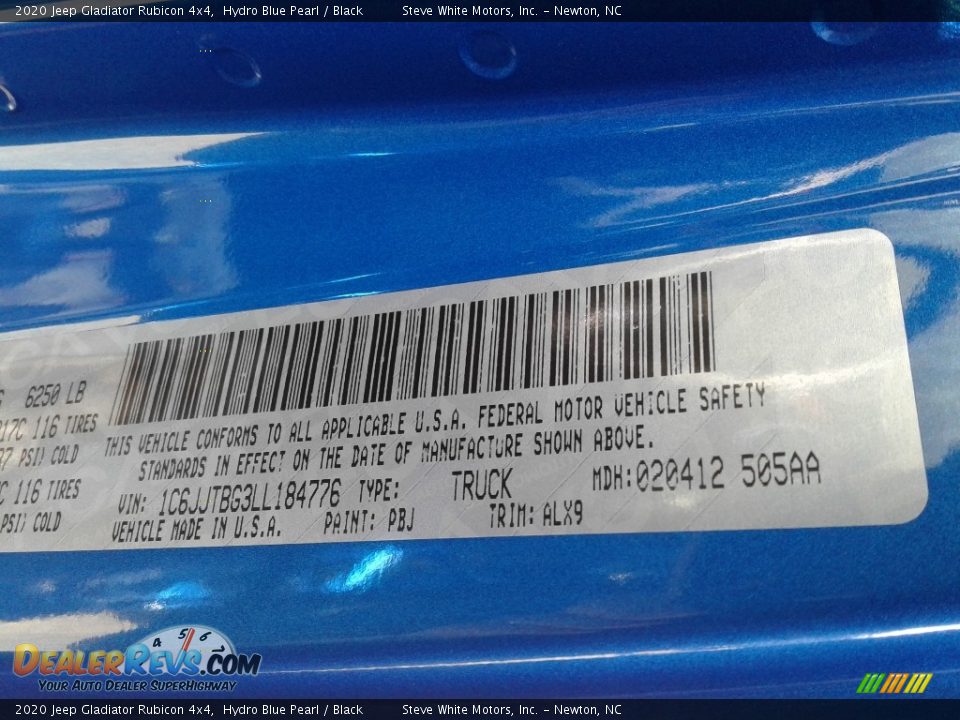 2020 Jeep Gladiator Rubicon 4x4, Hydro Blue Pearl / Black Steve White Motors, Inc. - Newton, NC
6250 LB
17C 116 TIRES
PSI) COLD
THIS VEHICLE CONFORMS TO ALL APPLICABLE U.S.A. FEDERAL MOTOR VEHICLE SAFETY
STANDARDS IN EFFECT ON THE DATE OF MANUFACTURE SHOWN ABOVE.
C 116 TIRES
VIN: 1C6JJTBG3LL184776 TYPE: TRUCK MDH:020412 505AA
PSI) COLD
VEHICLE MADE IN U.S.A. PAINT: PBJ TRIM: ALX9
4 5 6
DEALERREVS.COM
YOUR AUTO DEALER SUPERHIGHWAY
2020 Jeep Gladiator Rubicon 4x4, Hydro Blue Pearl / Black Steve White Motors, Inc. - Newton, NC